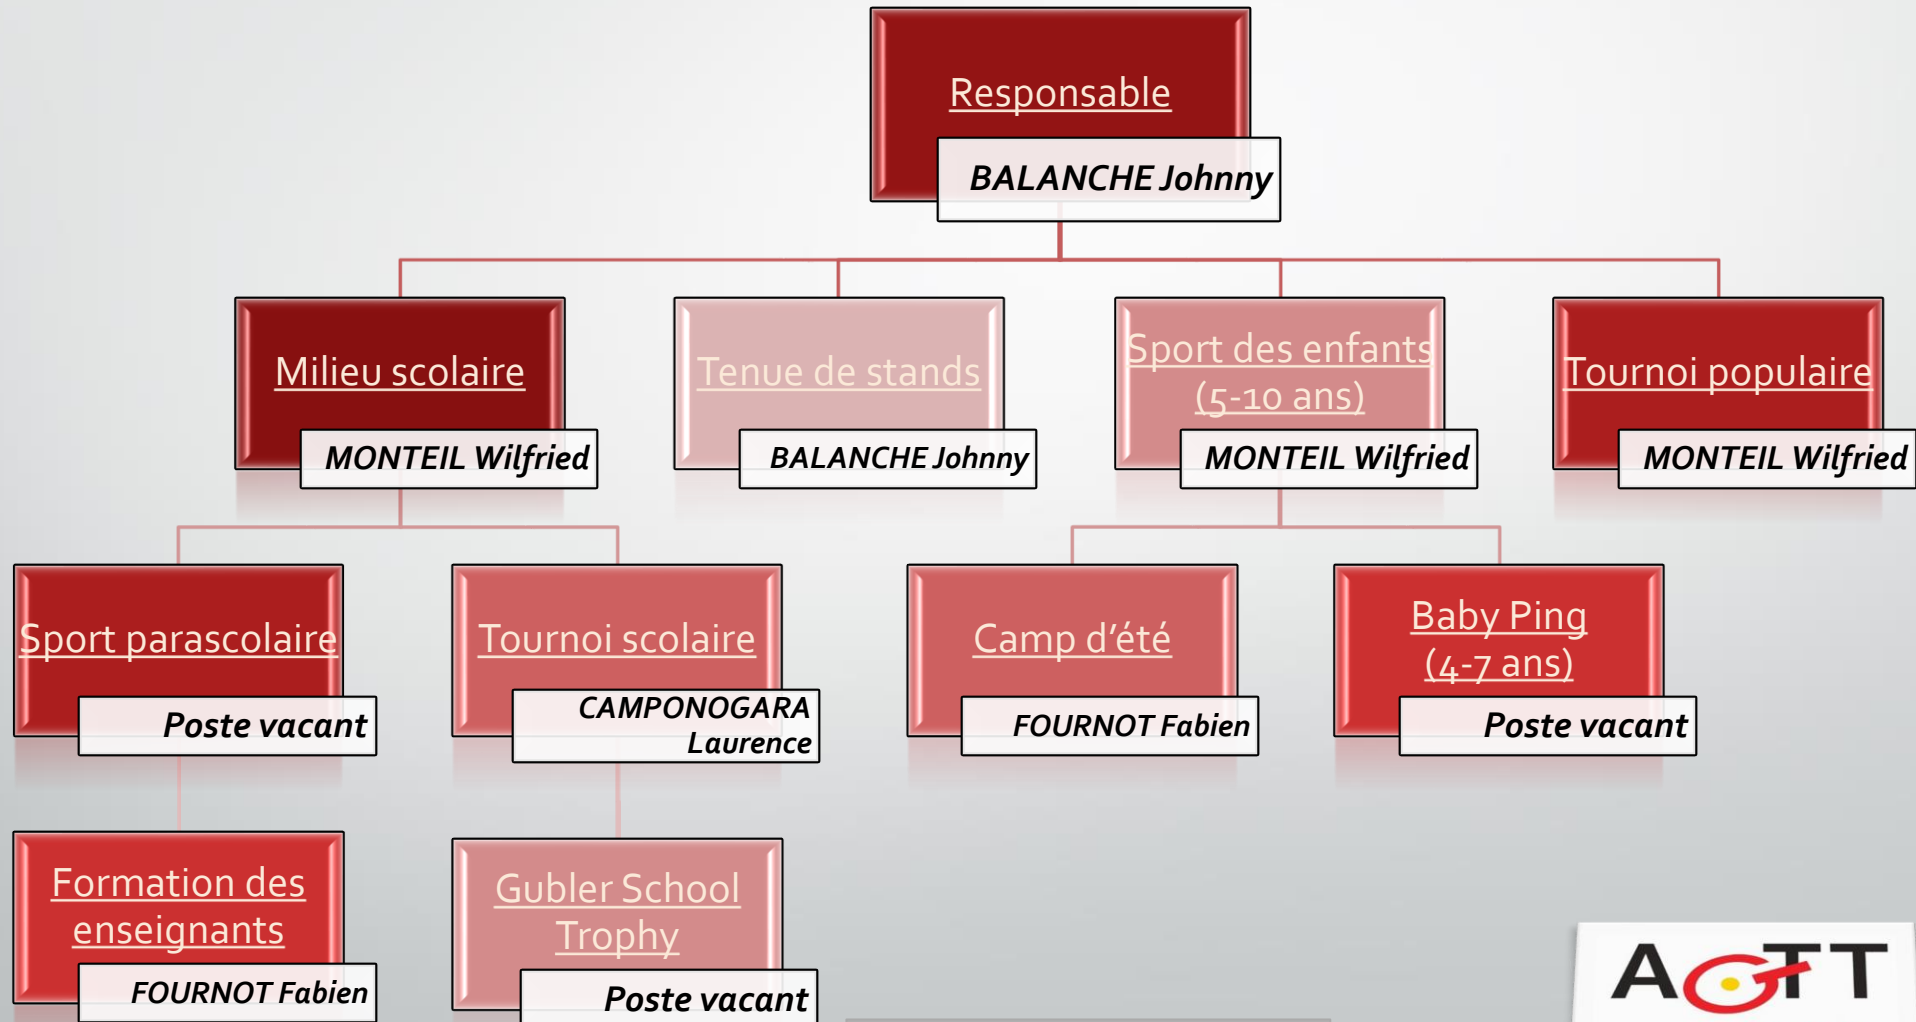 Responsable
BALANCHE Johnny
Milieu scolaire
MONTEIL Wilfried
Tenue de stands
BALANCHE Johnny
Sport des enfants
(5-10 ans)
MONTEIL Wilfried
Tournoi populaire
MONTEIL Wilfried
Sport parascolaire
Poste vacant
Tournoi scolaire
CAMPONOGARA
Laurence
Camp d'été
FOURNOT Fabien
Baby Ping
(4-7 ans)
Poste vacant
Formation des
enseignants
FOURNOT Fabien
Gubler School
Trophy
Poste vacant
AGTT